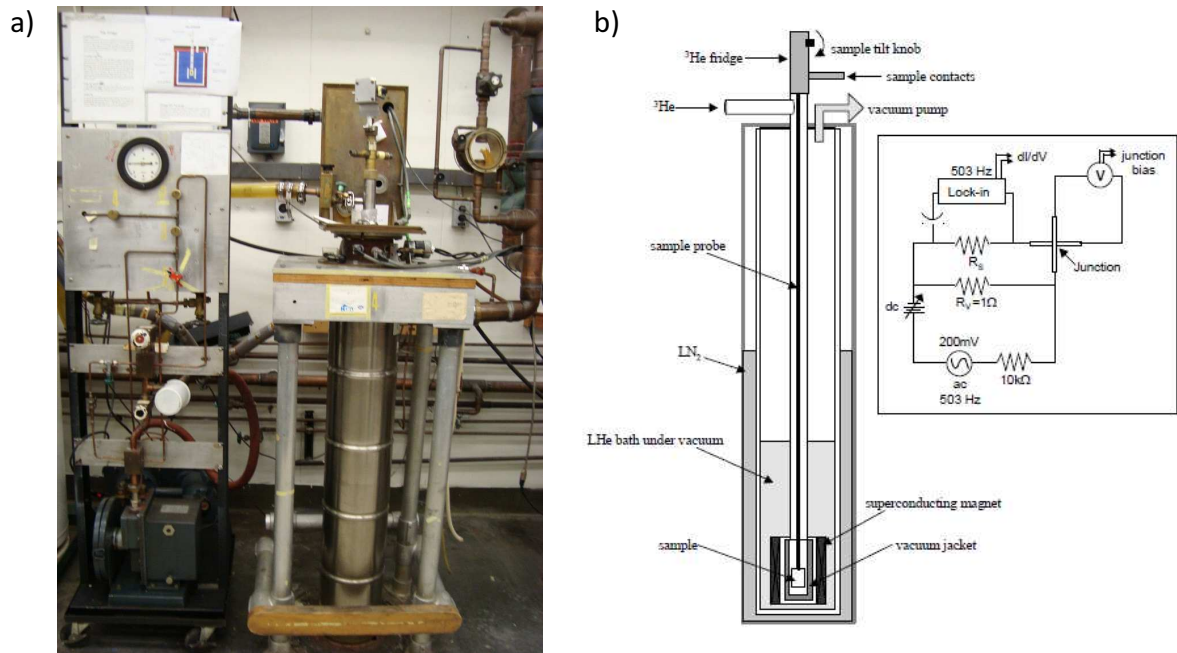 a)
b)
³He fridge
sample tilt knob
sample contacts
³He
vacuum pump
503 Hz
dI/dV
junction
bias
Lock-in
V
R_s
Junction
R_v=1Ω
dc
200mV
ac
503 Hz
10kΩ
sample probe
LN₂
LHe bath under vacuum
superconducting magnet
sample
vacuum jacket